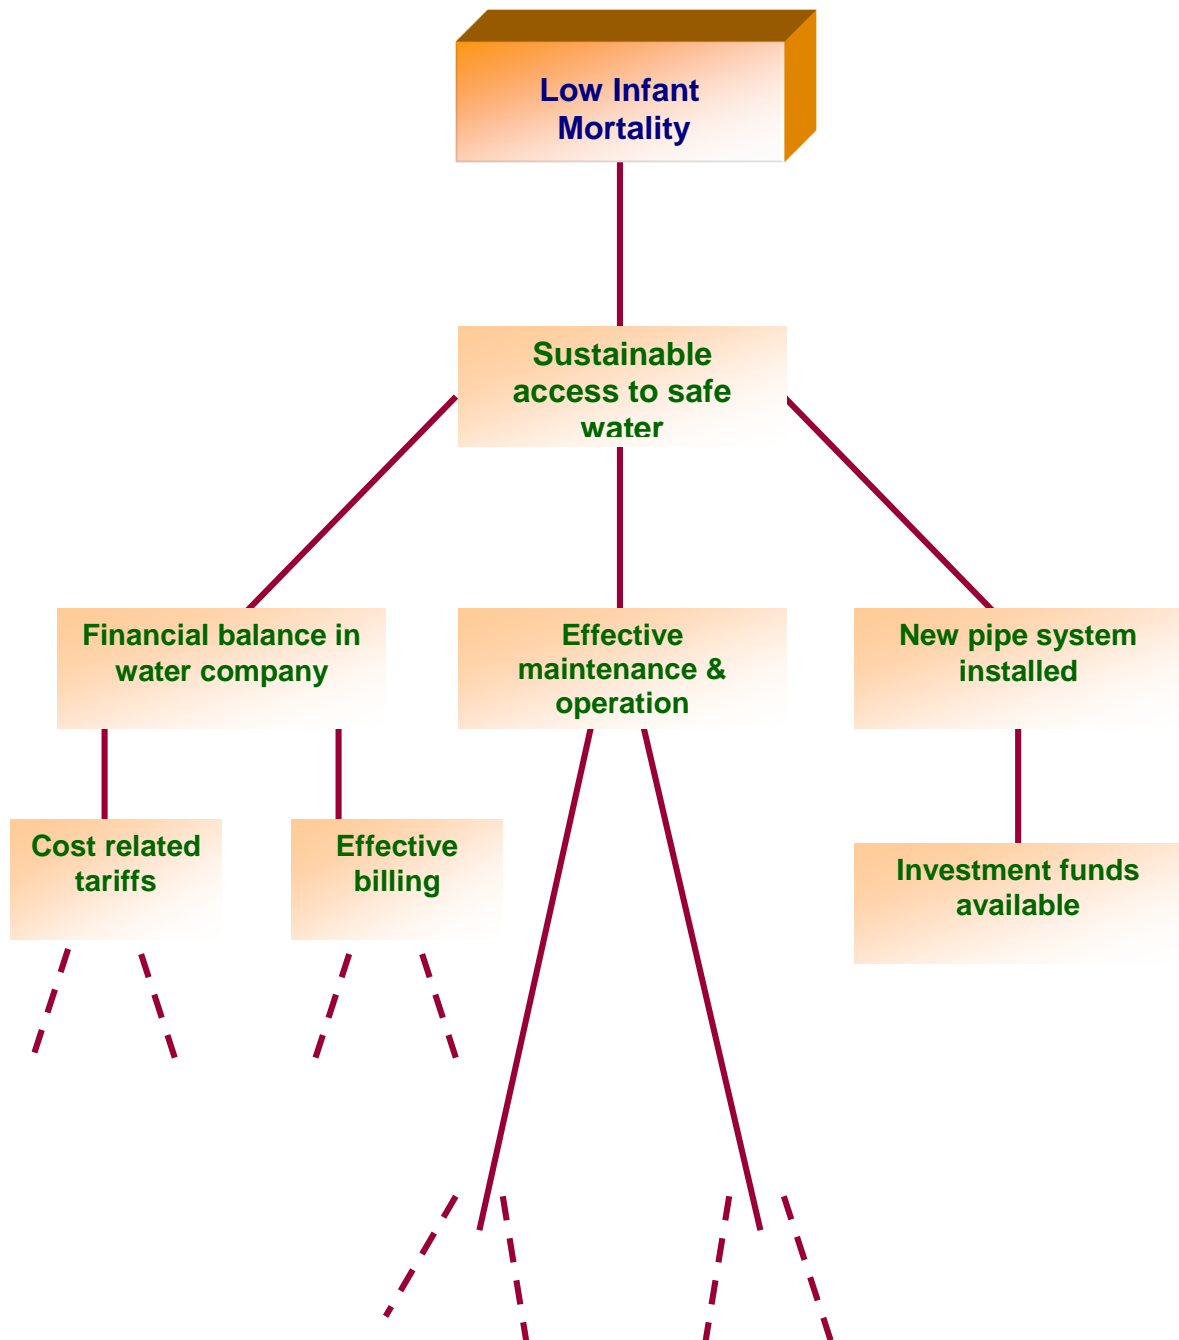 Low Infant
Mortality
Sustainable
access to safe
water
Financial balance in
water company
Effective
maintenance &
operation
New pipe system
installed
Cost related
tariffs
Effective
billing
Investment funds
available